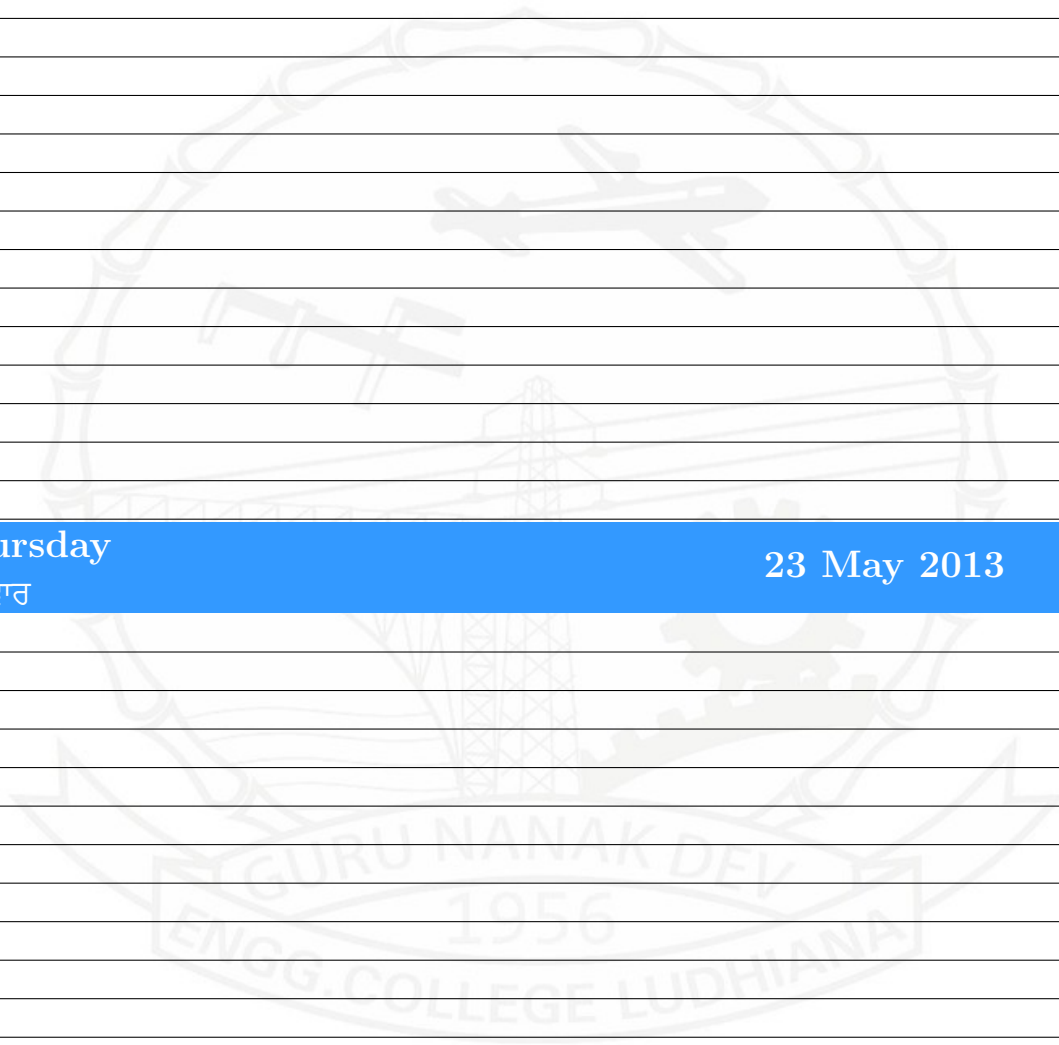 ursday
23 May 2013
ਵਾਰ
GURU NANAK DEV
1956
ENGG.COLLEGE LUDHIANA